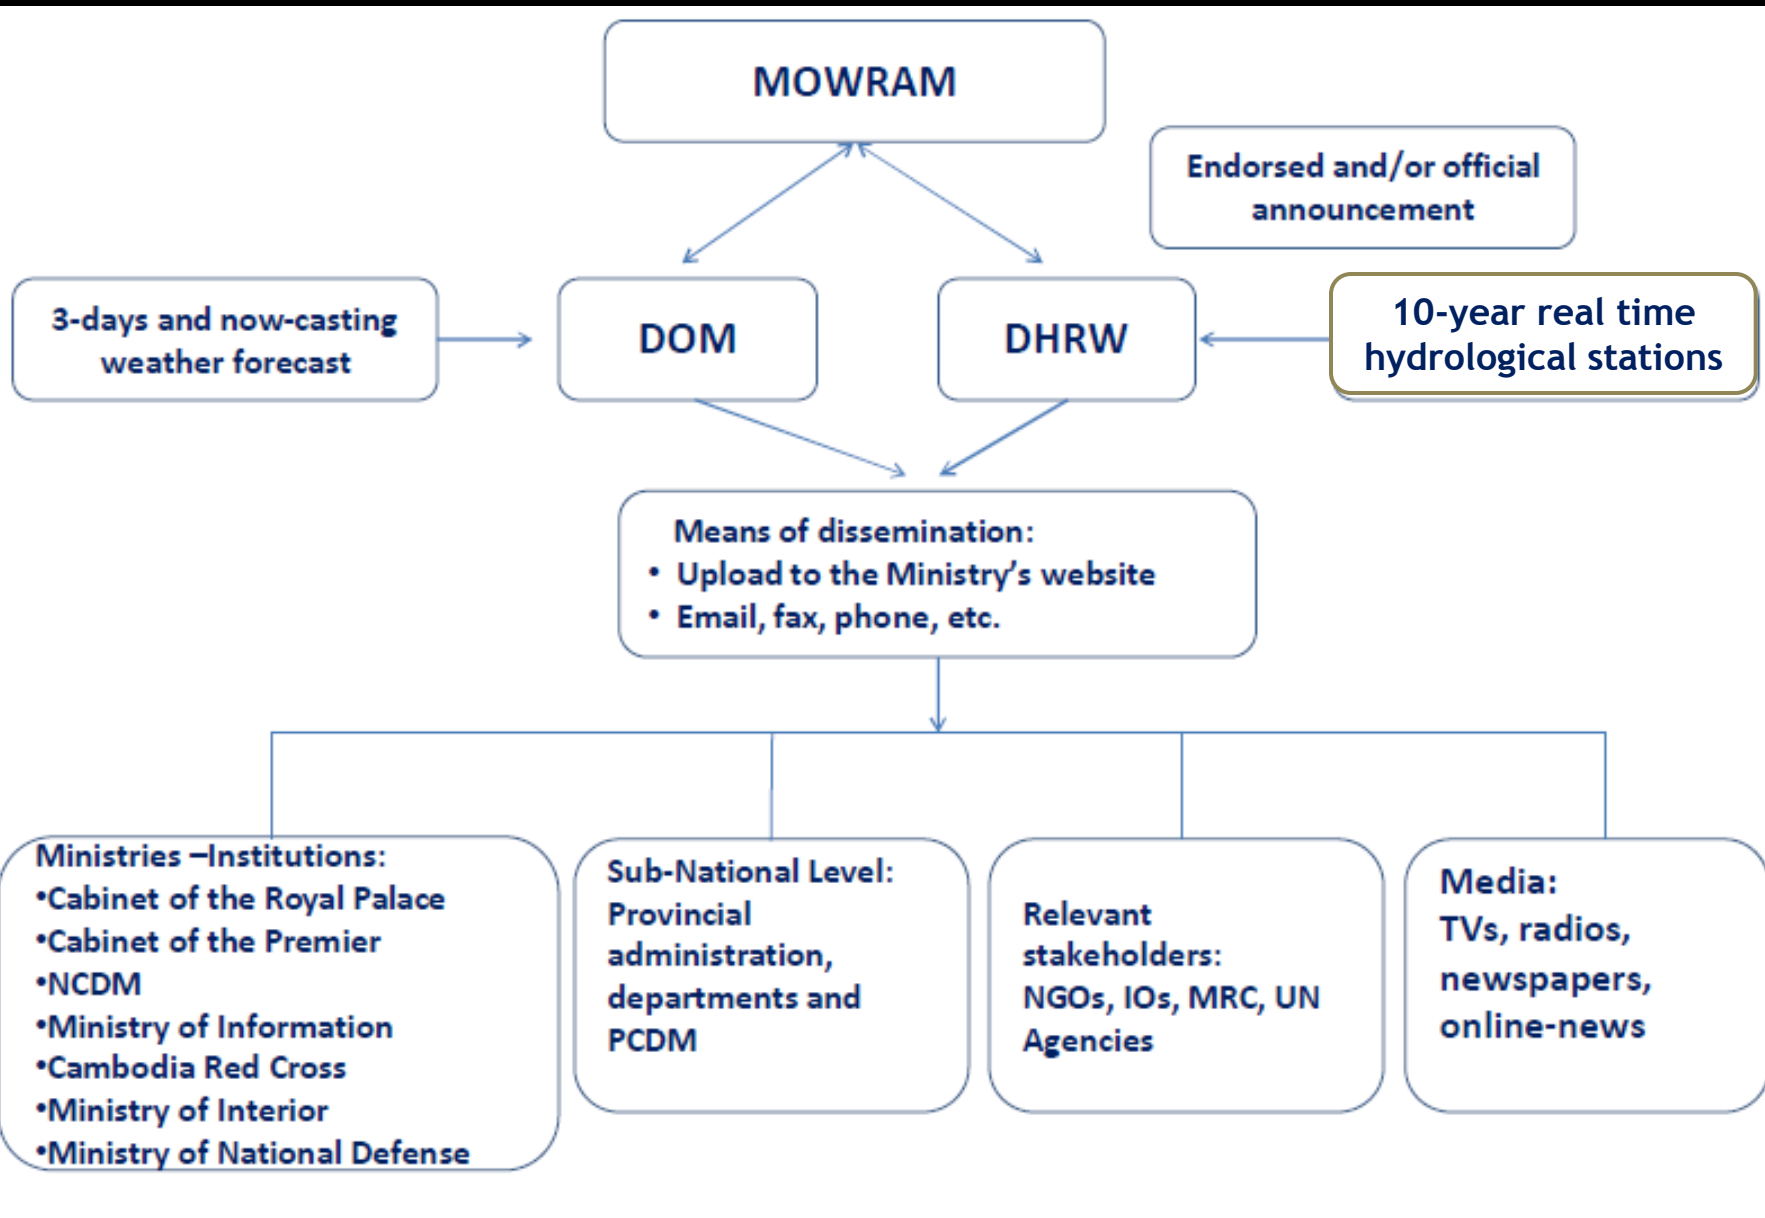 MOWRAM
Endorsed and/or official
announcement
3-days and now-casting
weather forecast
DOM
DHRW
10-year real time
hydrological stations
Means of dissemination:
• Upload to the Ministry's website
• Email, fax, phone, etc.
Ministries –Institutions:
•Cabinet of the Royal Palace
•Cabinet of the Premier
•NCDM
•Ministry of Information
•Cambodia Red Cross
•Ministry of Interior
•Ministry of National Defense
Sub-National Level:
Provincial
administration,
departments and
PCDM
Relevant
stakeholders:
NGOs, IOs, MRC, UN
Agencies
Media:
TVs, radios,
newspapers,
online-news